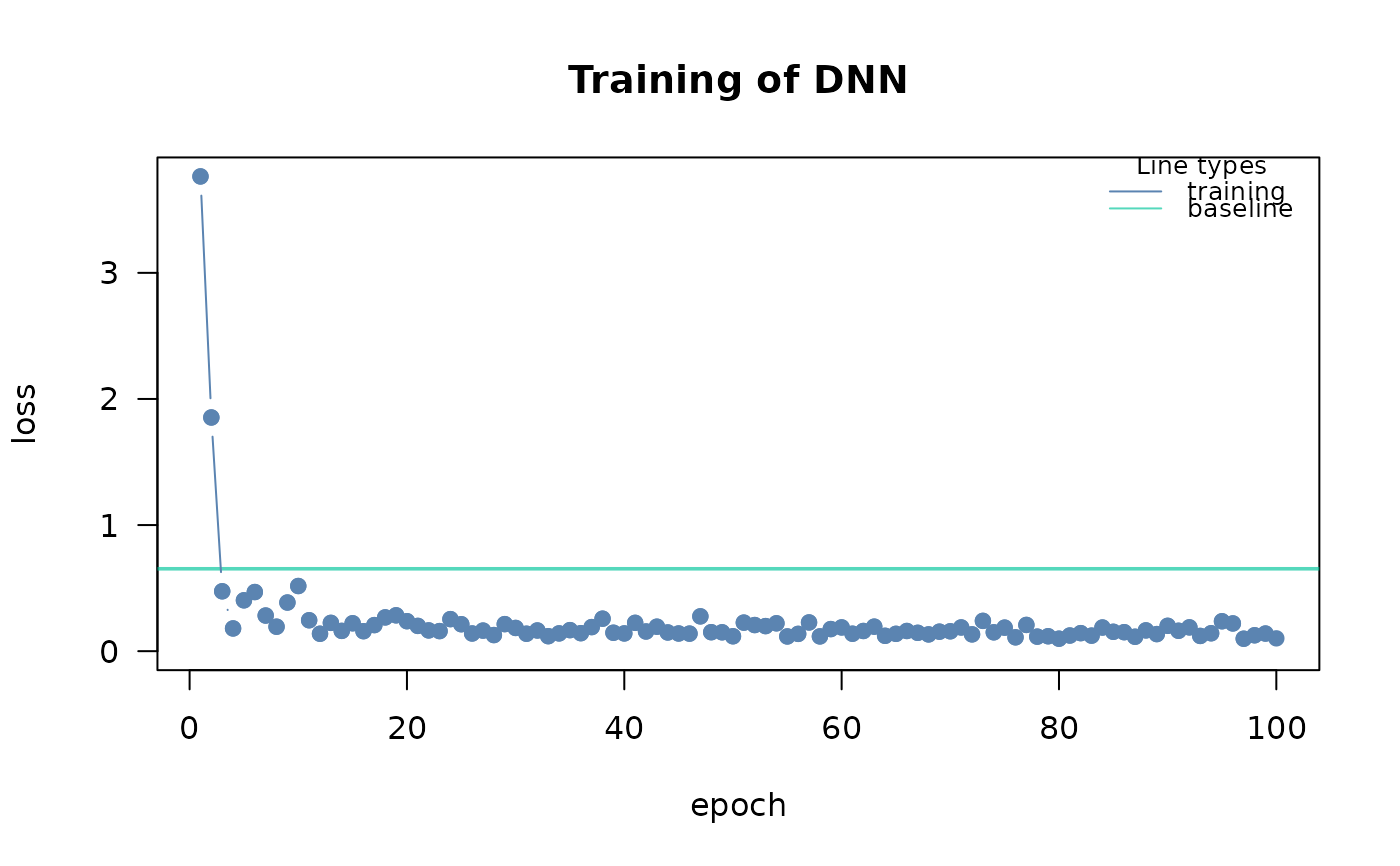 Training of DNN
Line types
training
baseline
3
2
1
0
loss
0 20 40 60 80 100
epoch